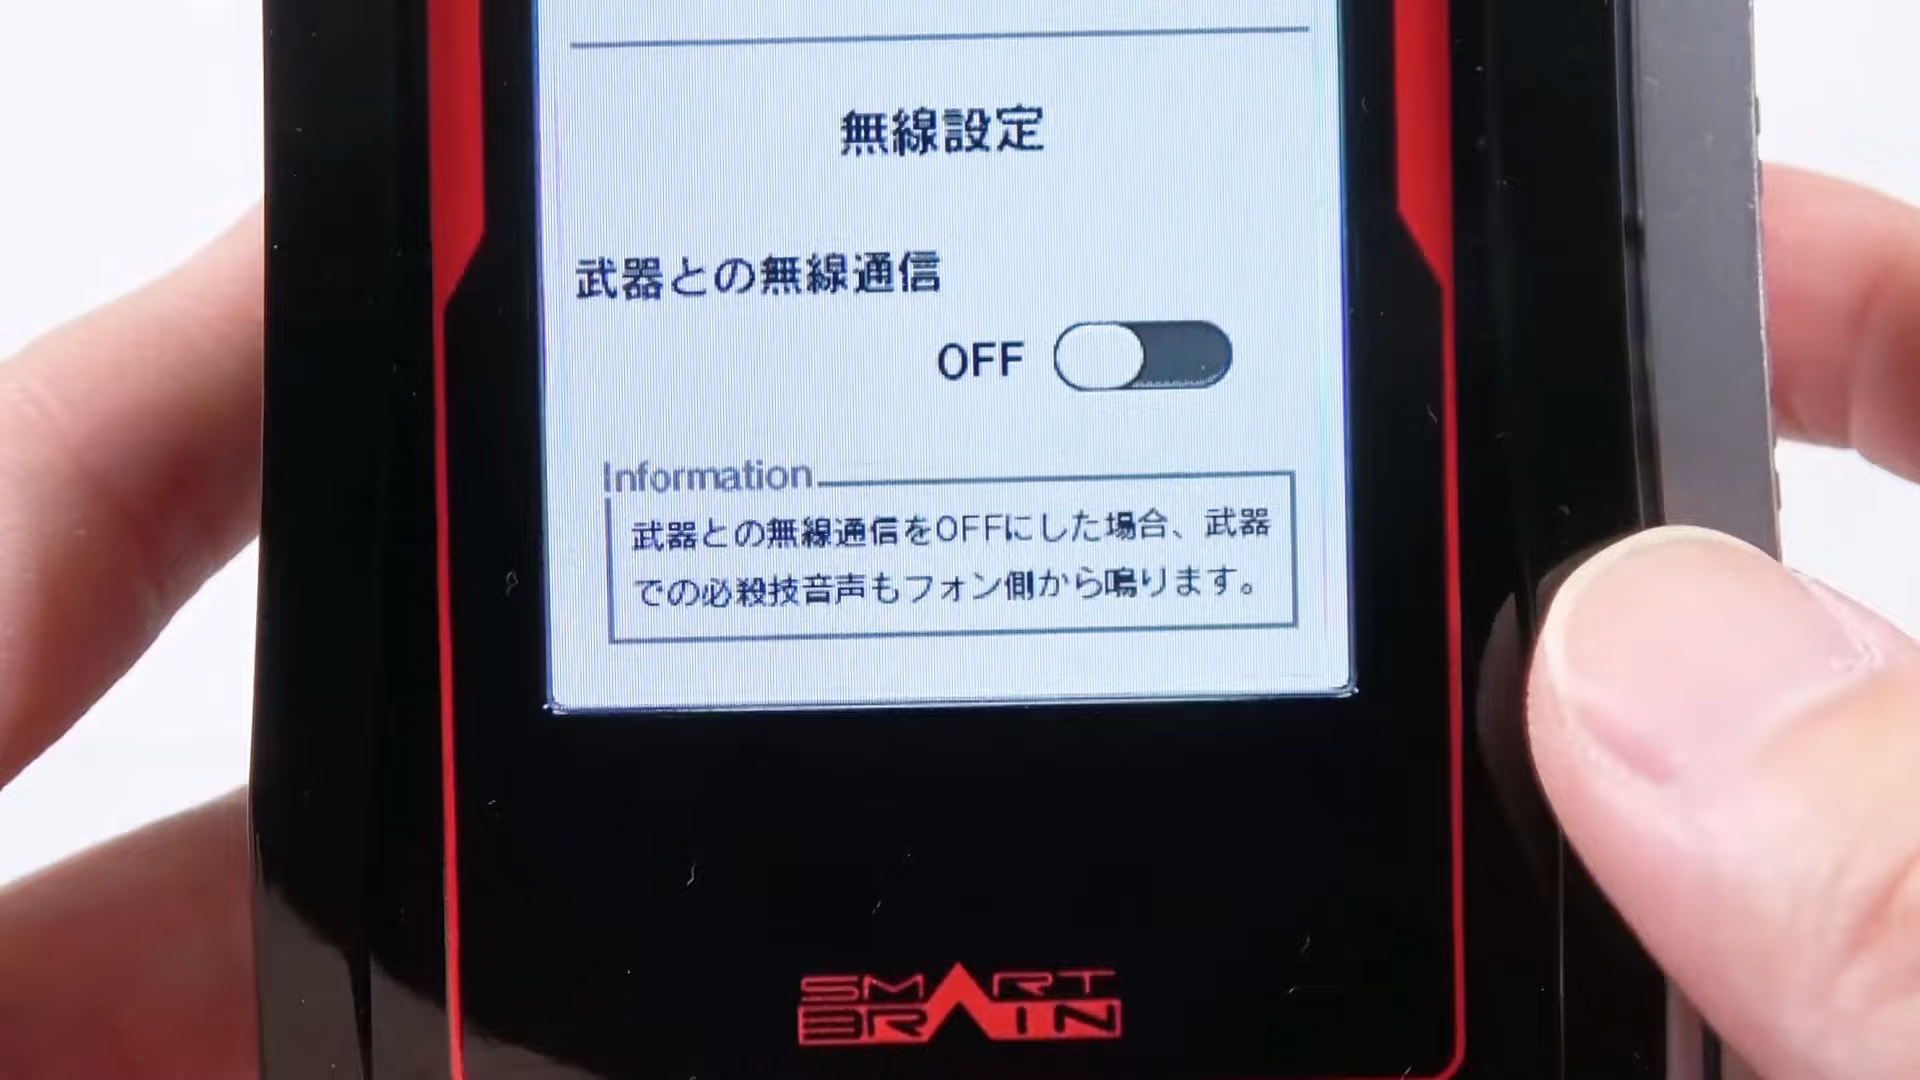 無線設定
武器との無線通信
OFF
Information
武器との無線通信をOFFにした場合、武器
での必殺技音声もフォン側から鳴ります。
SMART
BRAIN